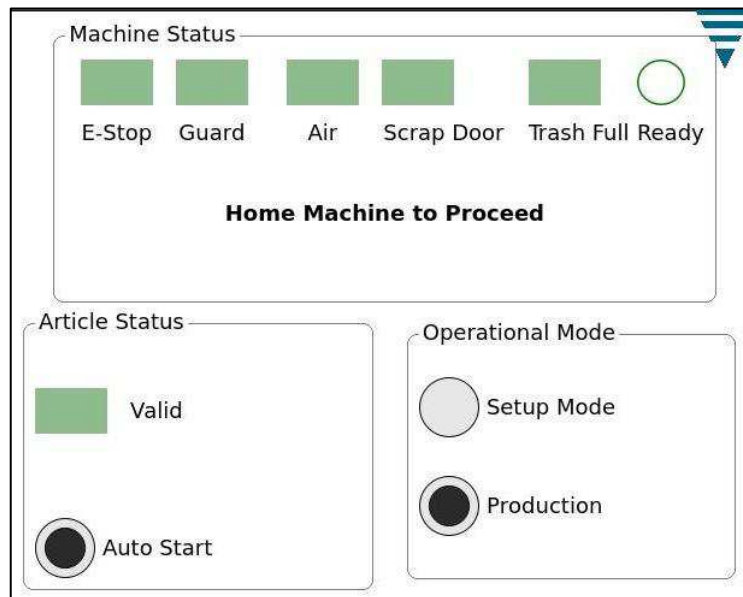 Machine Status
E-Stop Guard Air Scrap Door Trash Full Ready
Home Machine to Proceed
Article Status
Valid
Auto Start
Operational Mode
Setup Mode
Production